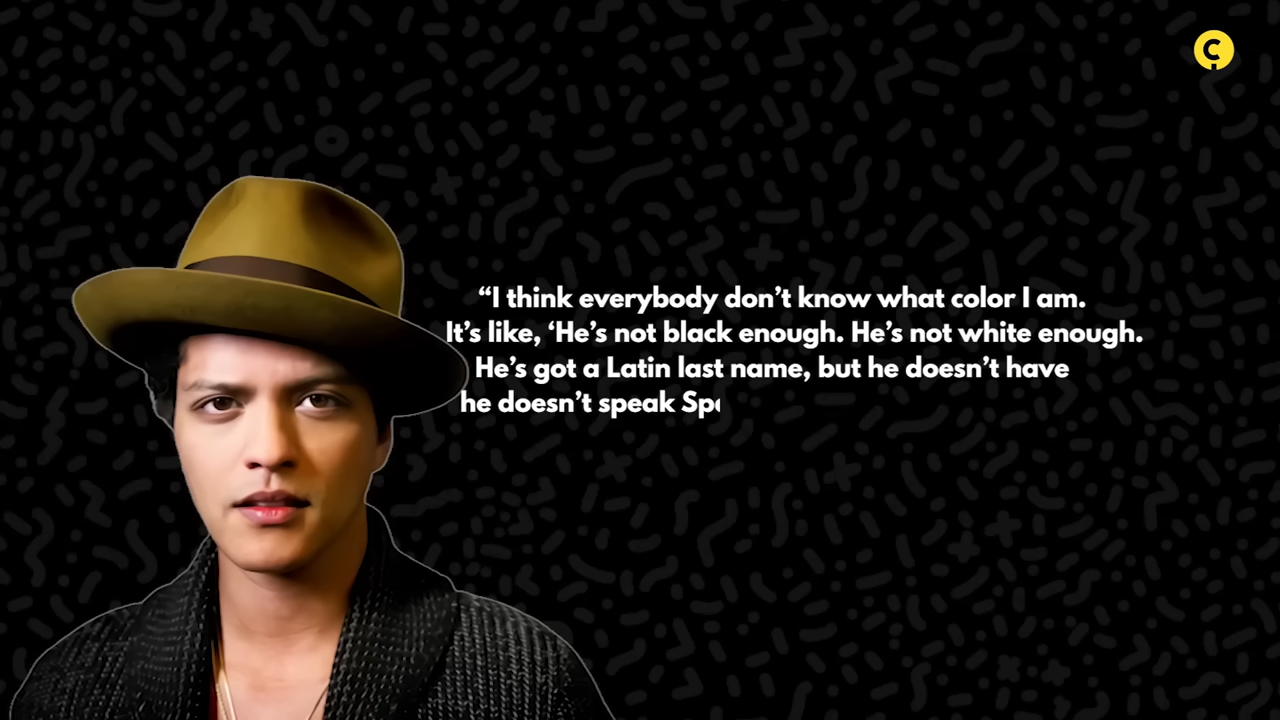 “I think everybody don’t know what color I am.
It’s like, ‘He’s not black enough. He’s not white enough.
He’s got a Latin last name, but he doesn’t have
he doesn’t speak